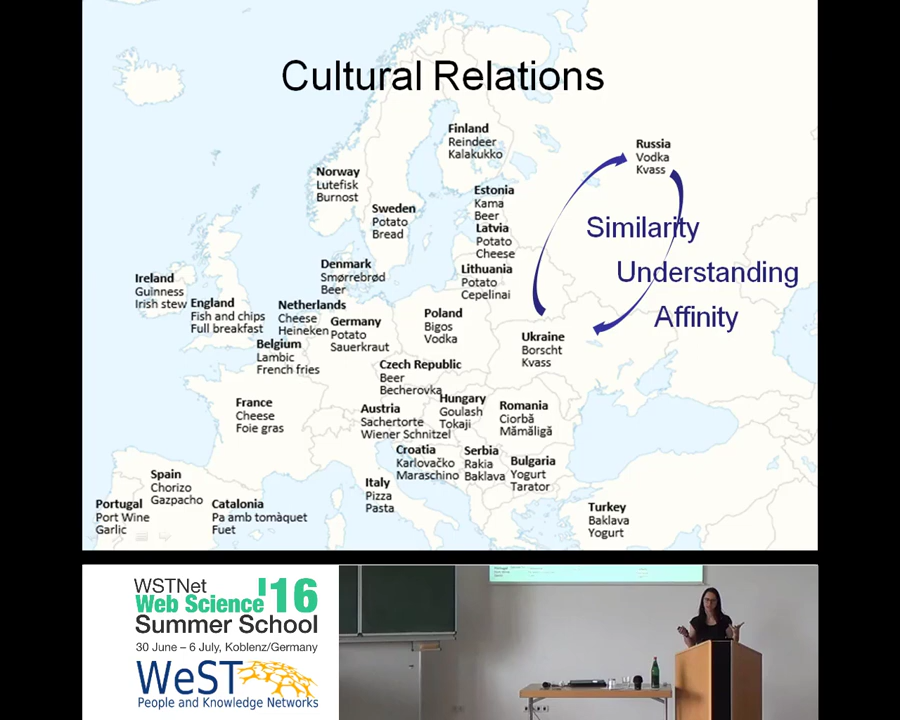 Cultural Relations
Finland
Reindeer
Kalakukko
Russia
Vodka
Kvass
Norway
Lutefisk
Burnost
Sweden
Potato
Bread
Estonia
Kama
Beer
Latvia
Potato
Cheese
Similarity
Understanding
Affinity
Denmark
Smørrebrød
Beer
Lithuania
Potato
Cepelinai
Ireland
Guinness
Irish stew
England
Fish and chips
Full breakfast
Netherlands
Cheese
Heineken
Germany
Potato
Sauerkraut
Poland
Bigos
Vodka
Ukraine
Borscht
Kvass
Belgium
Lambic
French fries
Czech Republic
Beer
Becherovka
France
Cheese
Foie gras
Austria
Sachertorte
Wiener Schnitzel
Hungary
Goulash
Tokaji
Romania
Ciorbă
Mămăligă
Croatia
Karlovačko
Maraschino
Serbia
Rakia
Baklava
Bulgaria
Yogurt
Tarator
Spain
Chorizo
Gazpacho
Italy
Pizza
Pasta
Portugal
Port Wine
Garlic
Catalonia
Pa amb tomàquet
Fuet
Turkey
Baklava
Yogurt
WSTNet
Web Science '16
Summer School
30 June – 6 July, Koblenz/Germany
WeST
People and Knowledge Networks